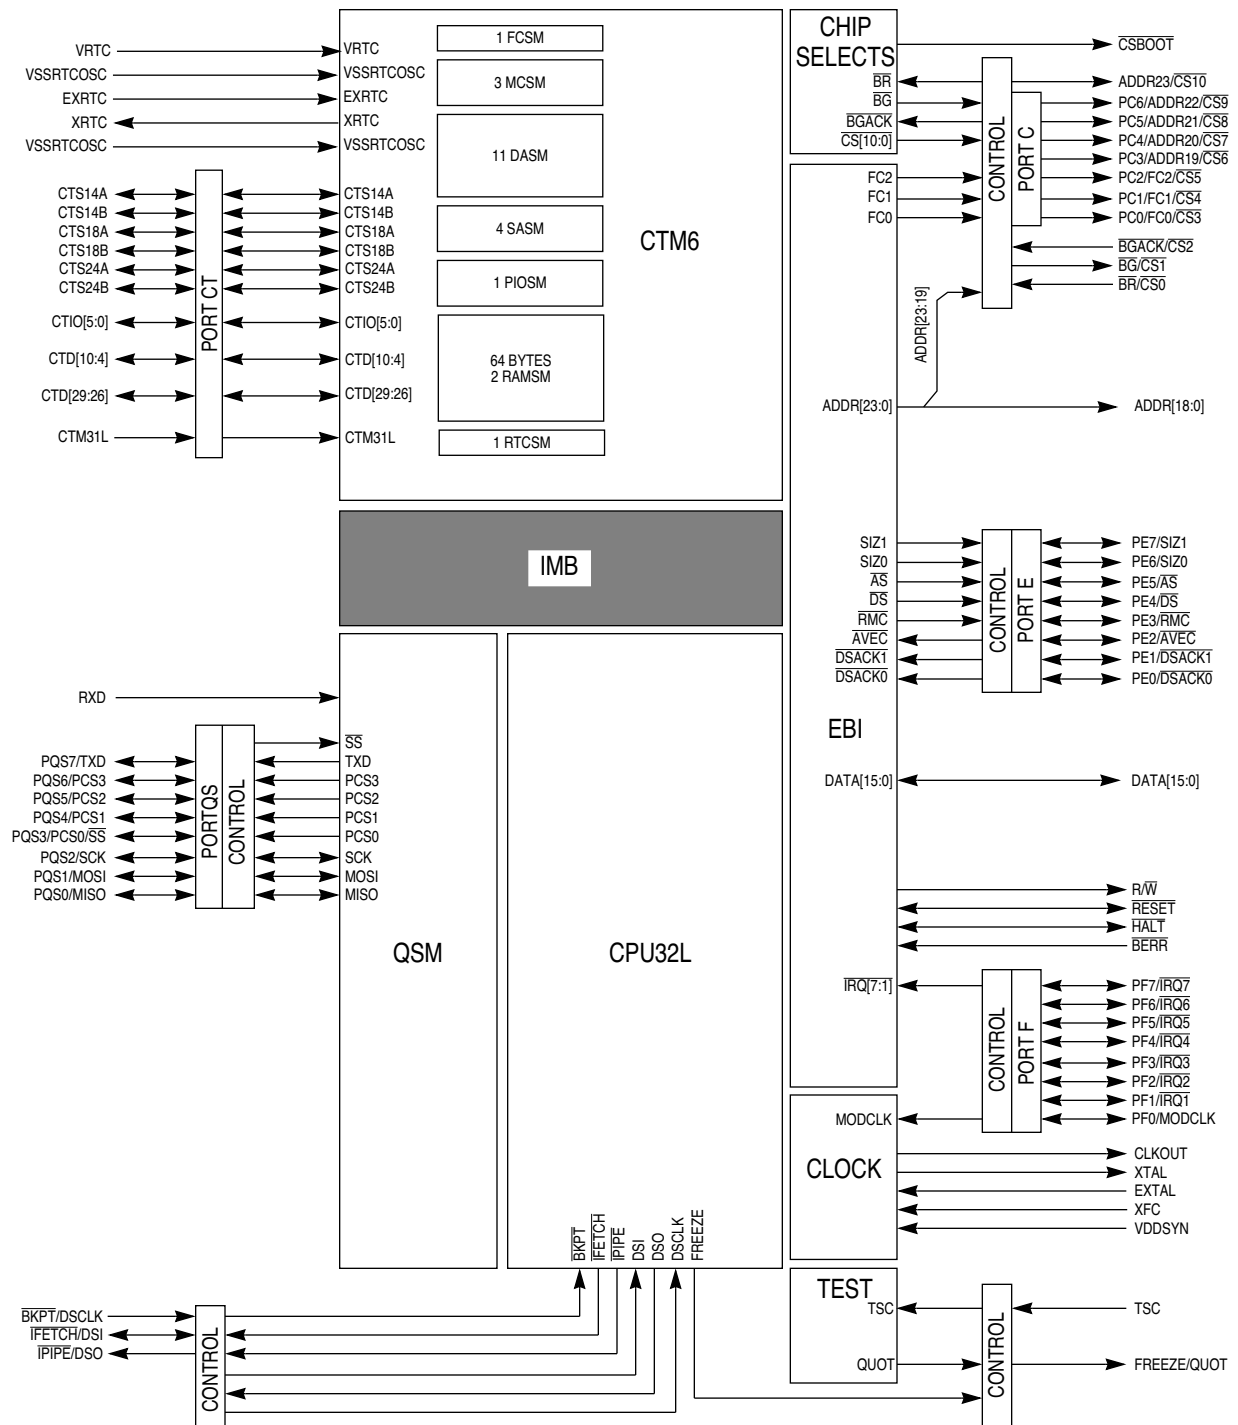 VRTC
VSSRTCOSC
EXRTC
XRTC
VSSRTCOSC
CTS14A
CTS14B
CTS18A
CTS18B
CTS24A
CTS24B
CTIO[5:0]
CTD[10:4]
CTD[29:26]
CTM31L
PORT CT
VRTC
VSSRTCOSC
EXRTC
XRTC
VSSRTCOSC
CTS14A
CTS14B
CTS18A
CTS18B
CTS24A
CTS24B
CTIO[5:0]
CTD[10:4]
CTD[29:26]
CTM31L
1 FCSM
3 MCSM
11 DASM
4 SASM
1 PIOSM
64 BYTES
2 RAMSM
1 RTCSM
CTM6
CHIP
SELECTS
BR
BG
BGACK
CS[10:0]
FC2
FC1
FC0
CONTROL
PORT C
CSBOOT
ADDR23/CS10
PC6/ADDR22/CS9
PC5/ADDR21/CS8
PC4/ADDR20/CS7
PC3/ADDR19/CS6
PC2/FC2/CS5
PC1/FC1/CS4
PC0/FC0/CS3
BGACK/CS2
BG/CS1
BR/CS0
ADDR[23:19]
ADDR[23:0]
ADDR[18:0]
IMB
SIZ1
SIZ0
AS
DS
RMC
AVEC
DSACK1
DSACK0
CONTROL
PORT E
PE7/SIZ1
PE6/SIZ0
PE5/AS
PE4/DS
PE3/RMC
PE2/AVEC
PE1/DSACK1
PE0/DSACK0
EBI
DATA[15:0]
DATA[15:0]
RXD
PQS7/TXD
PQS6/PCS3
PQS5/PCS2
PQS4/PCS1
PQS3/PCS0/SS
PQS2/SCK
PQS1/MOSI
PQS0/MISO
PORTQS
CONTROL
SS
TXD
PCS3
PCS2
PCS1
PCS0
SCK
MOSI
MISO
QSM
CPU32L
R/W
RESET
HALT
BERR
IRQ[7:1]
CONTROL
PORT F
PF7/IRQ7
PF6/IRQ6
PF5/IRQ5
PF4/IRQ4
PF3/IRQ3
PF2/IRQ2
PF1/IRQ1
PF0/MODCLK
MODCLK
CLOCK
CLKOUT
XTAL
EXTAL
XFC
VDDSYN
BKPT
IFETCH
IPIPE
DSI
DSO
DSCLK
FREEZE
TEST
TSC
QUOT
CONTROL
TSC
FREEZE/QUOT
BKPT/DSCLK
IFETCH/DSI
IPIPE/DSO
CONTROL